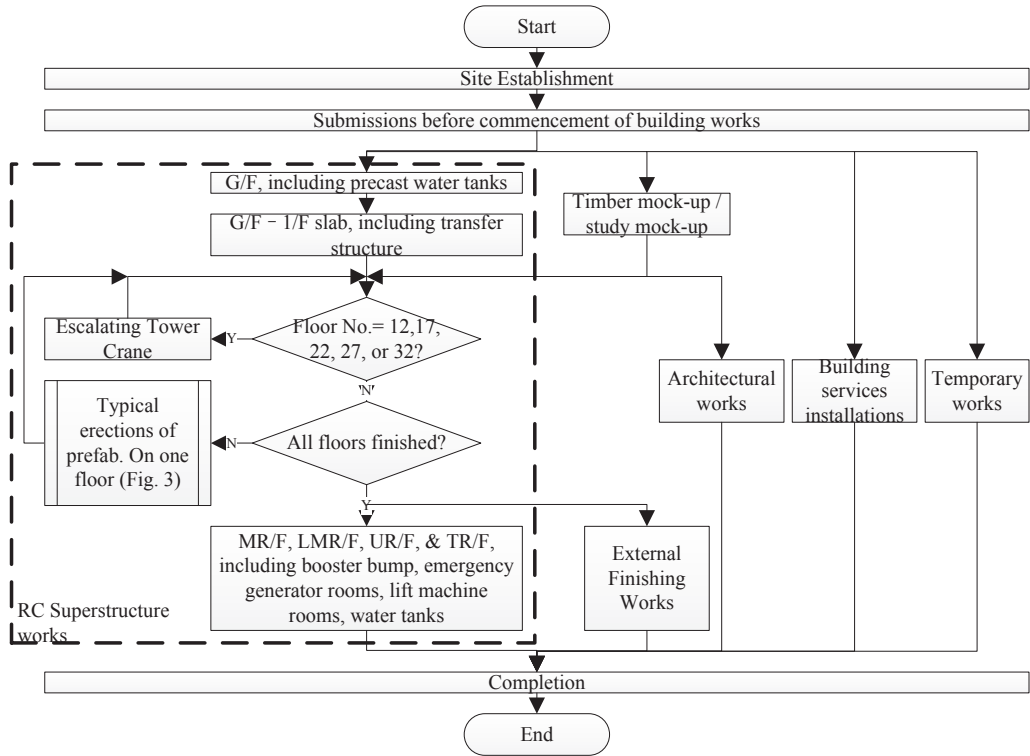 Start
Site Establishment
Submissions before commencement of building works
G/F, including precast water tanks
Timber mock-up /
study mock-up
G/F – 1/F slab, including transfer
structure
Escalating Tower
Crane
Y
Floor No.= 12,17,
22, 27, or 32?
N
Architectural
works
Building
services
installations
Temporary
works
Typical
erections of
prefab. On one
floor (Fig. 3)
N
All floors finished?
Y
MR/F, LMR/F, UR/F, & TR/F,
including booster bump, emergency
generator rooms, lift machine
rooms, water tanks
External
Finishing
Works
RC Superstructure
works
Completion
End